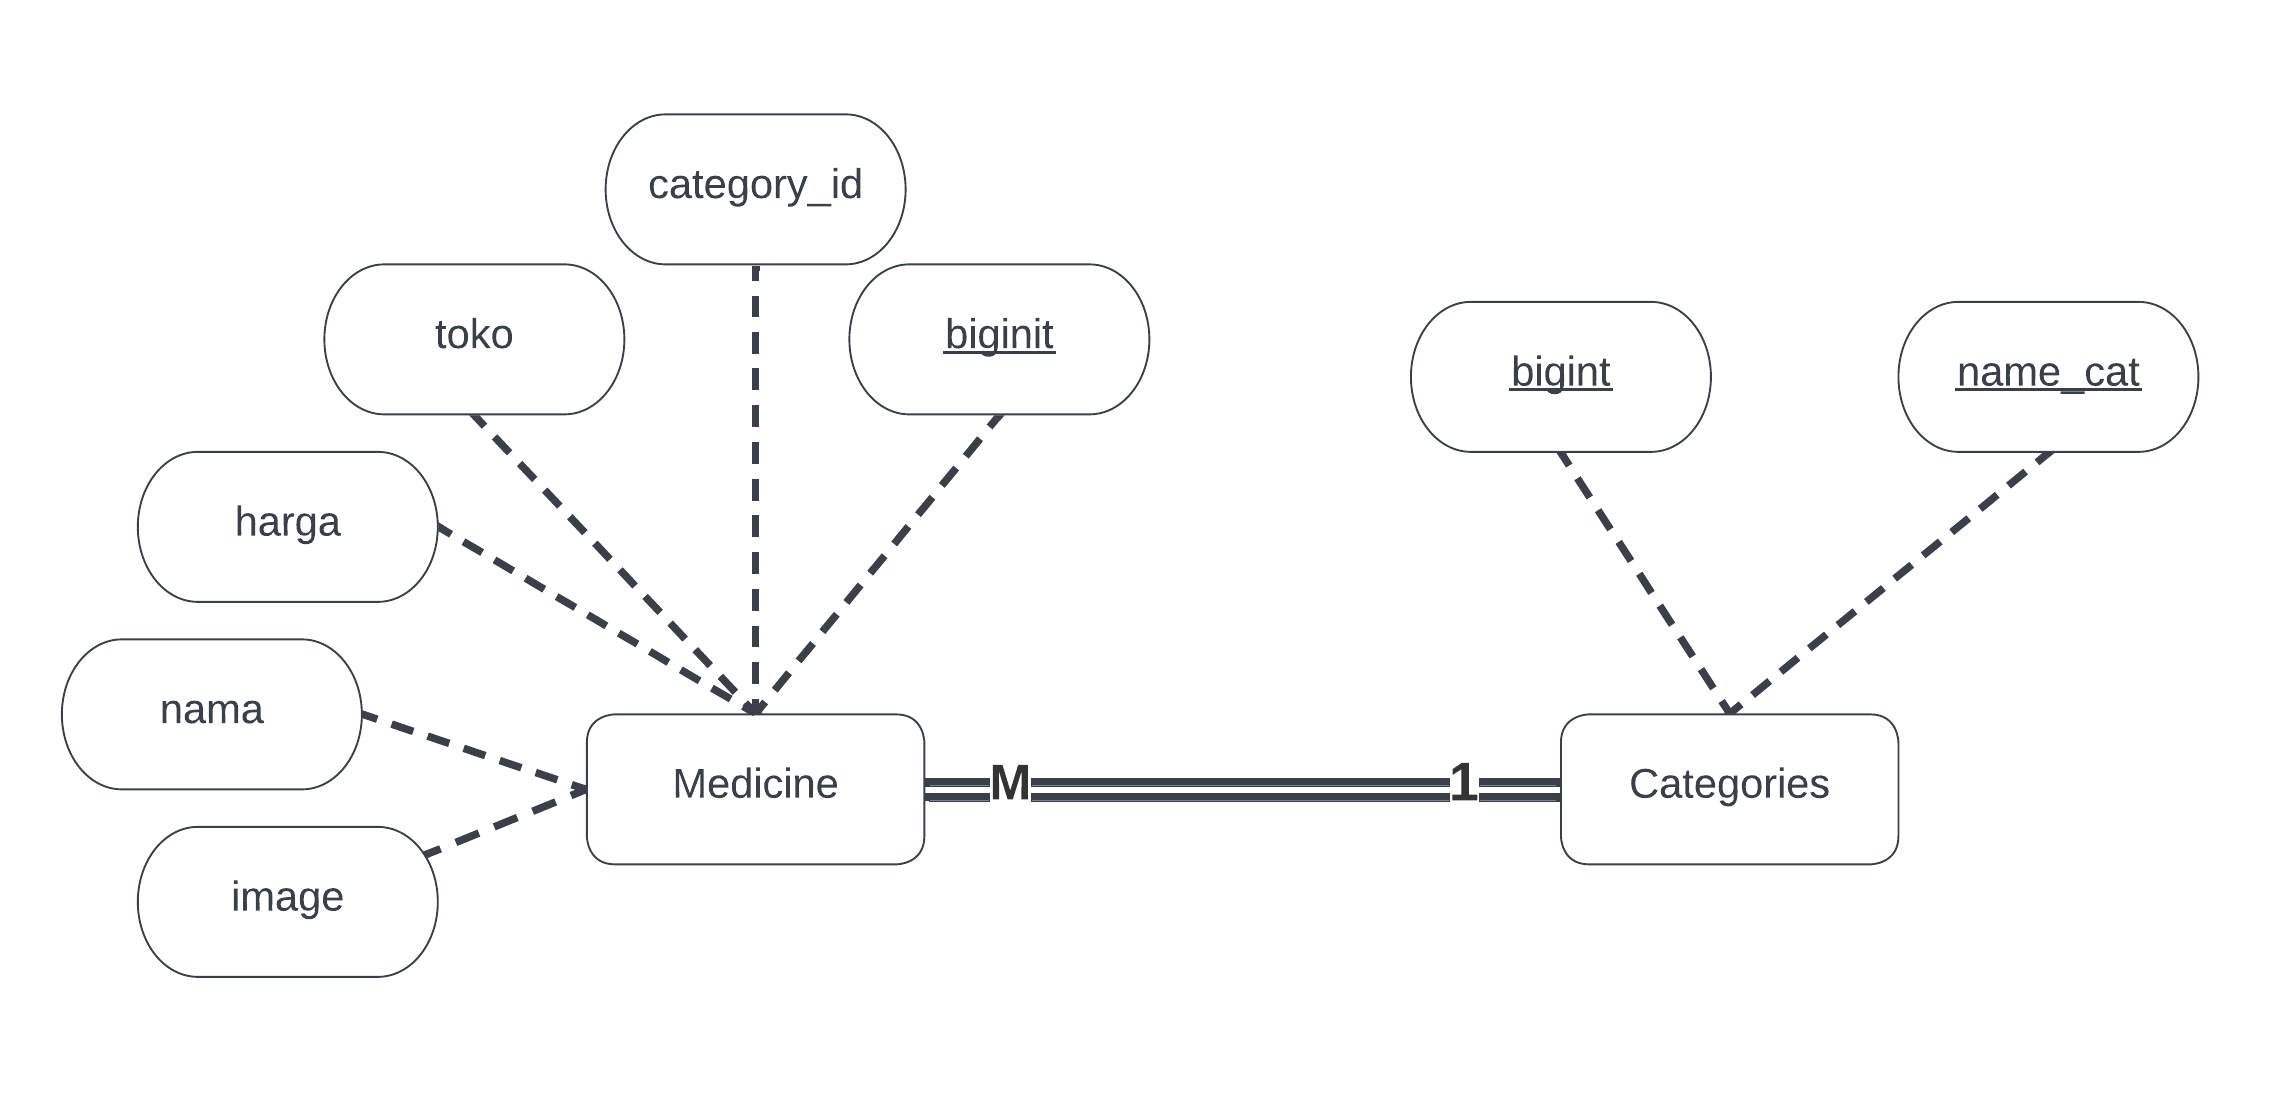 category_id
toko
biginit
bigint
name_cat
harga
nama
Medicine
M
1
Categories
image